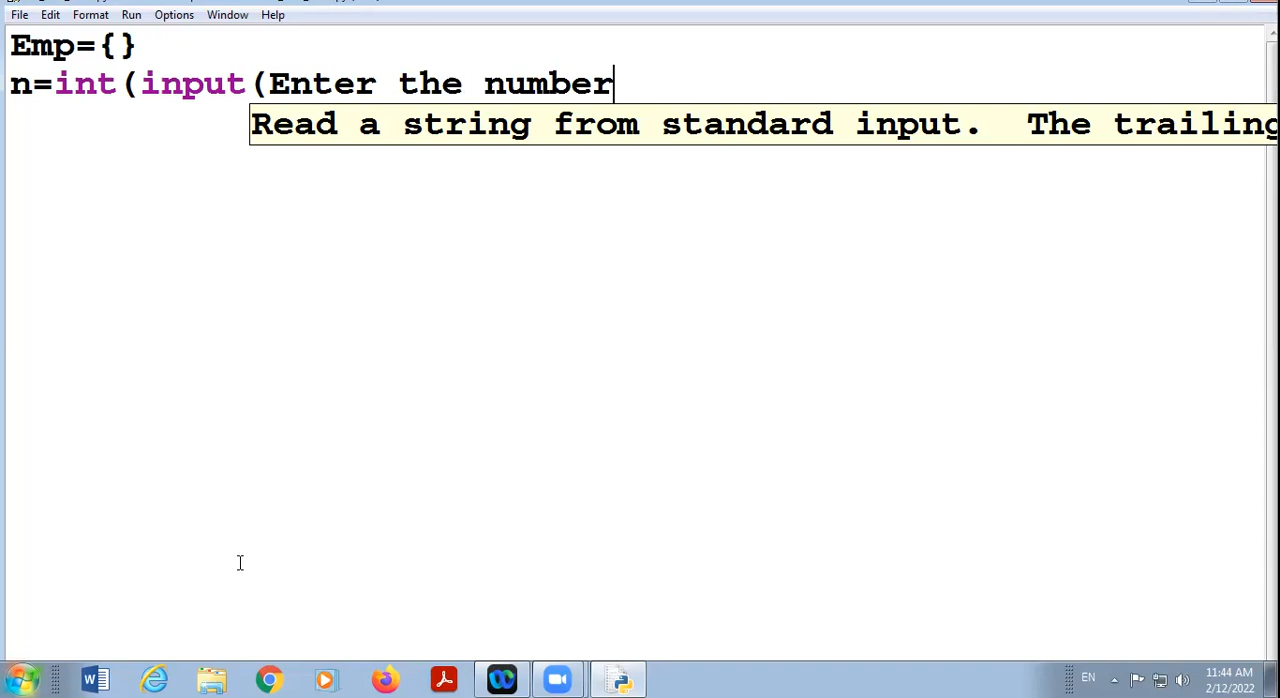 File Edit Format Run Options Window Help
Emp={}
n=int(input(Enter the number
Read a string from standard input.  The trailing
EN
11:44 AM
2/12/2022